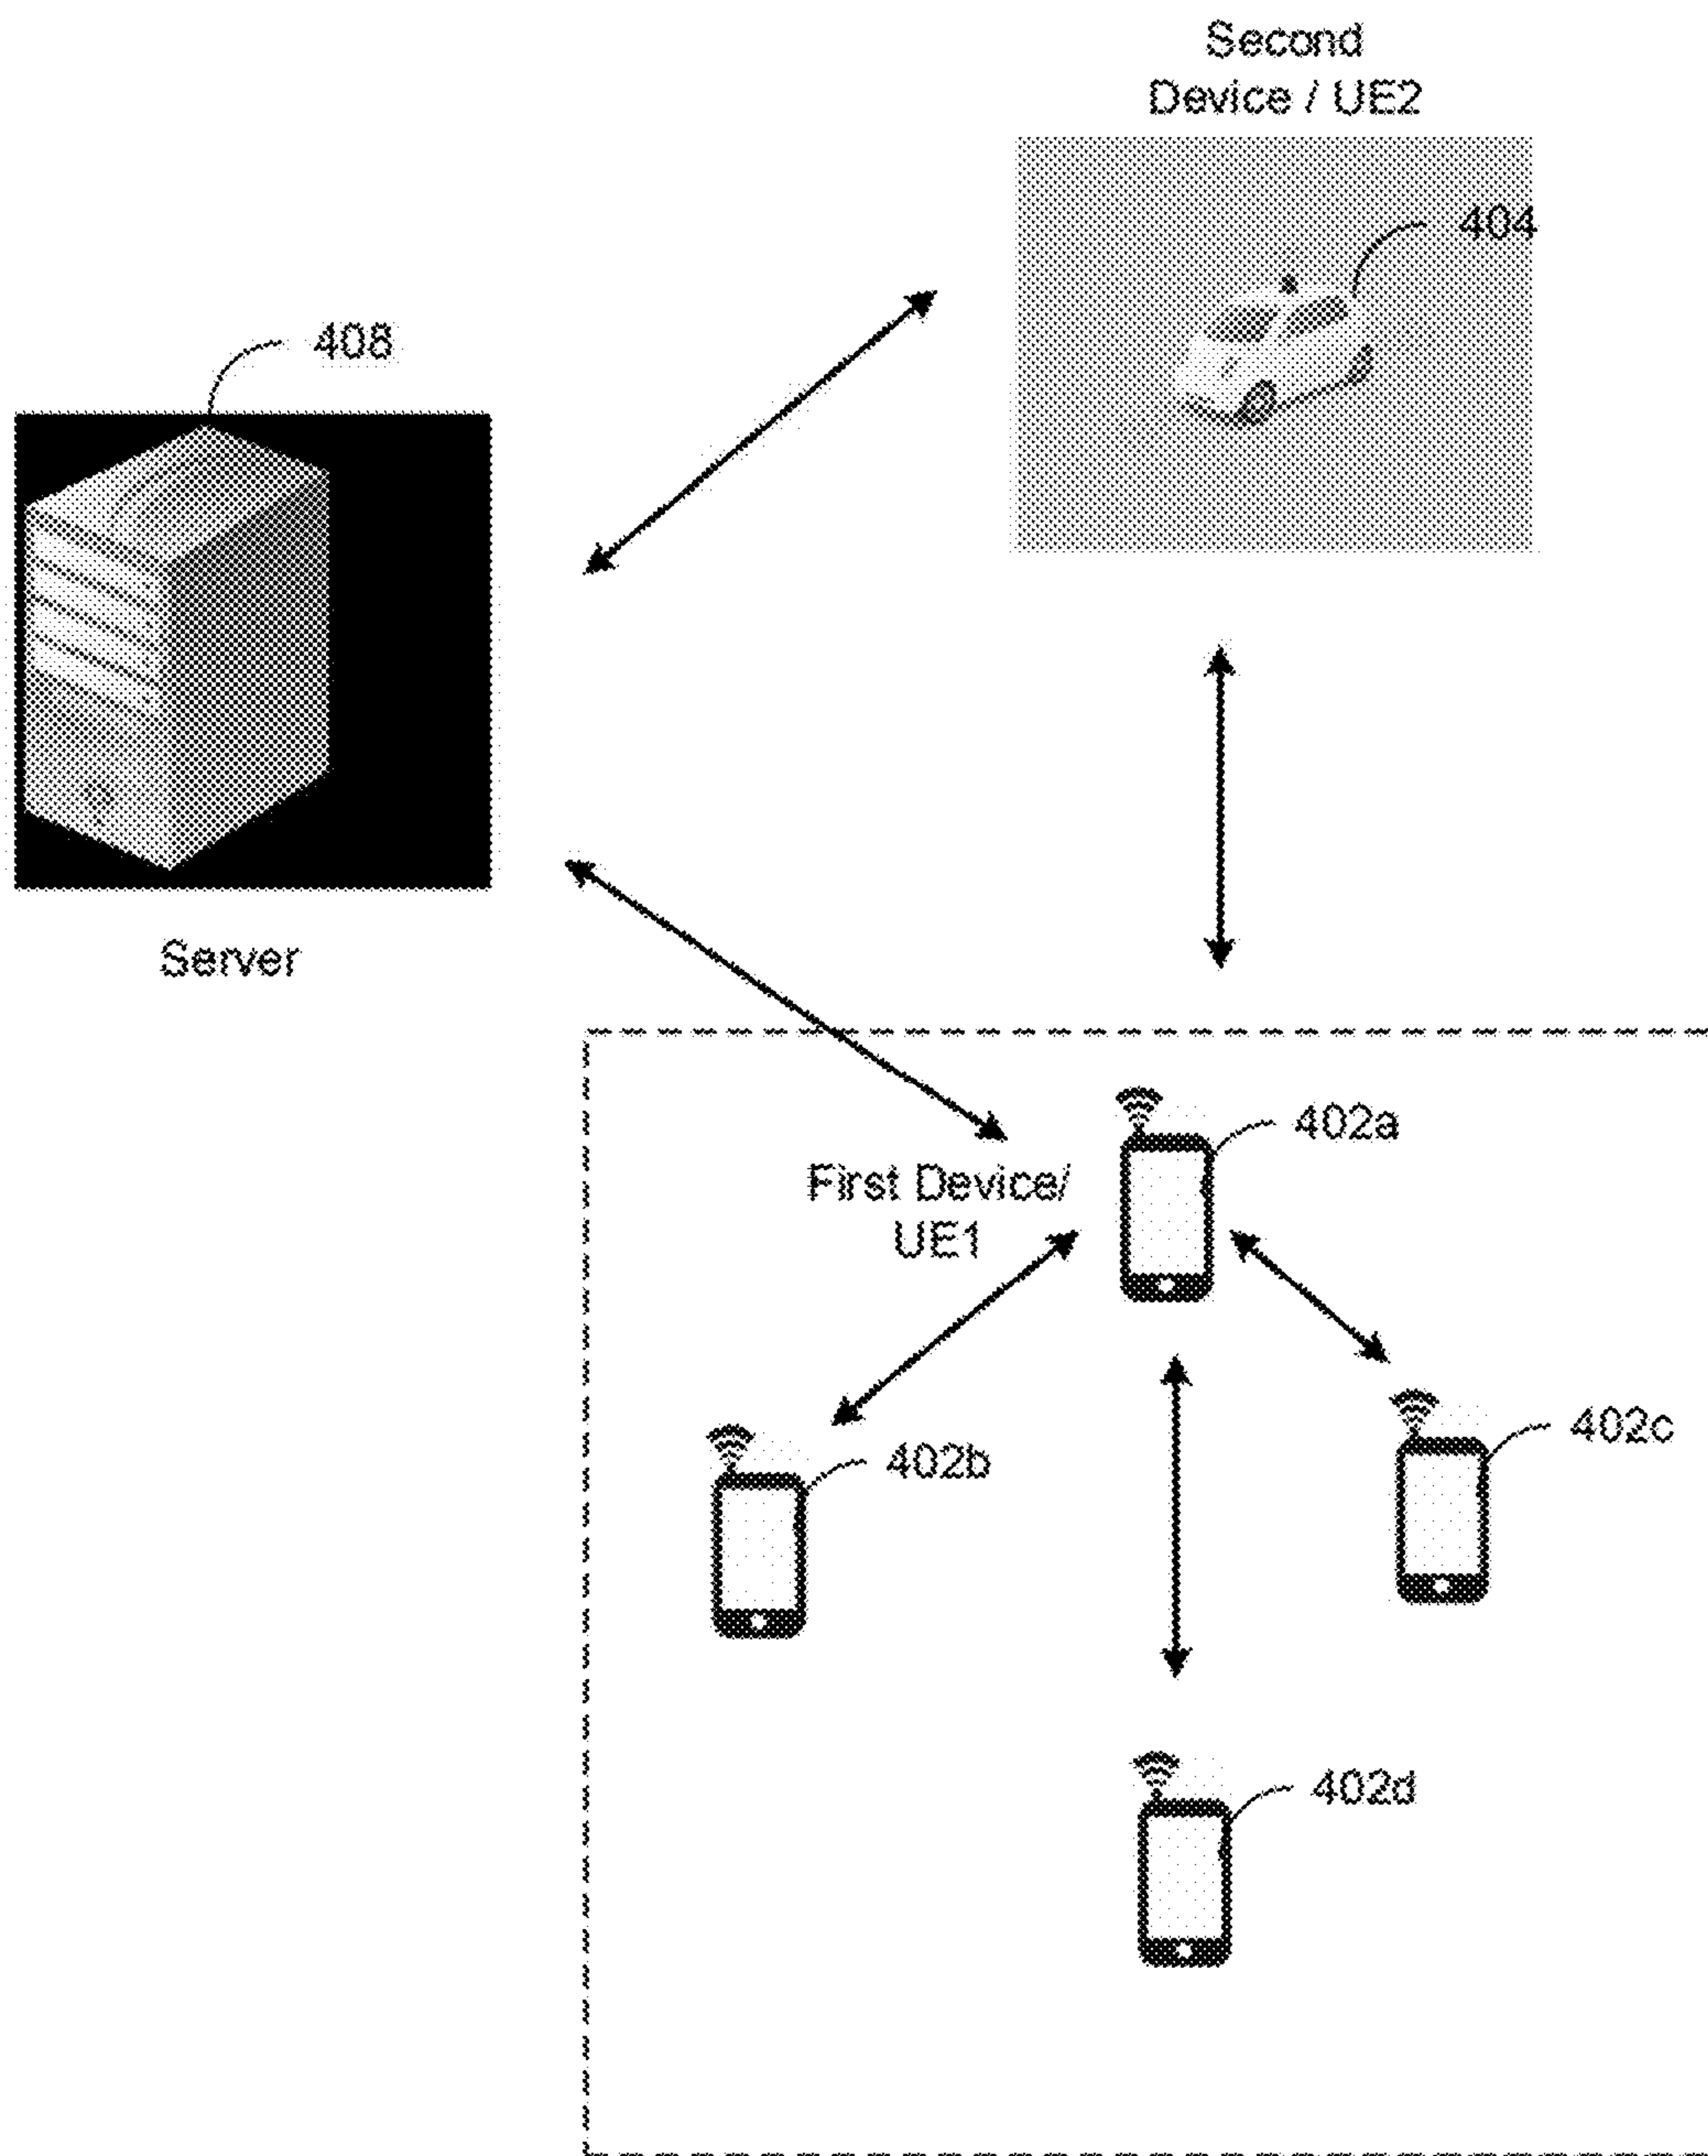 Second
Device / UE2
404
408
Server
402a
First Device/
UE1
402c
402b
402d